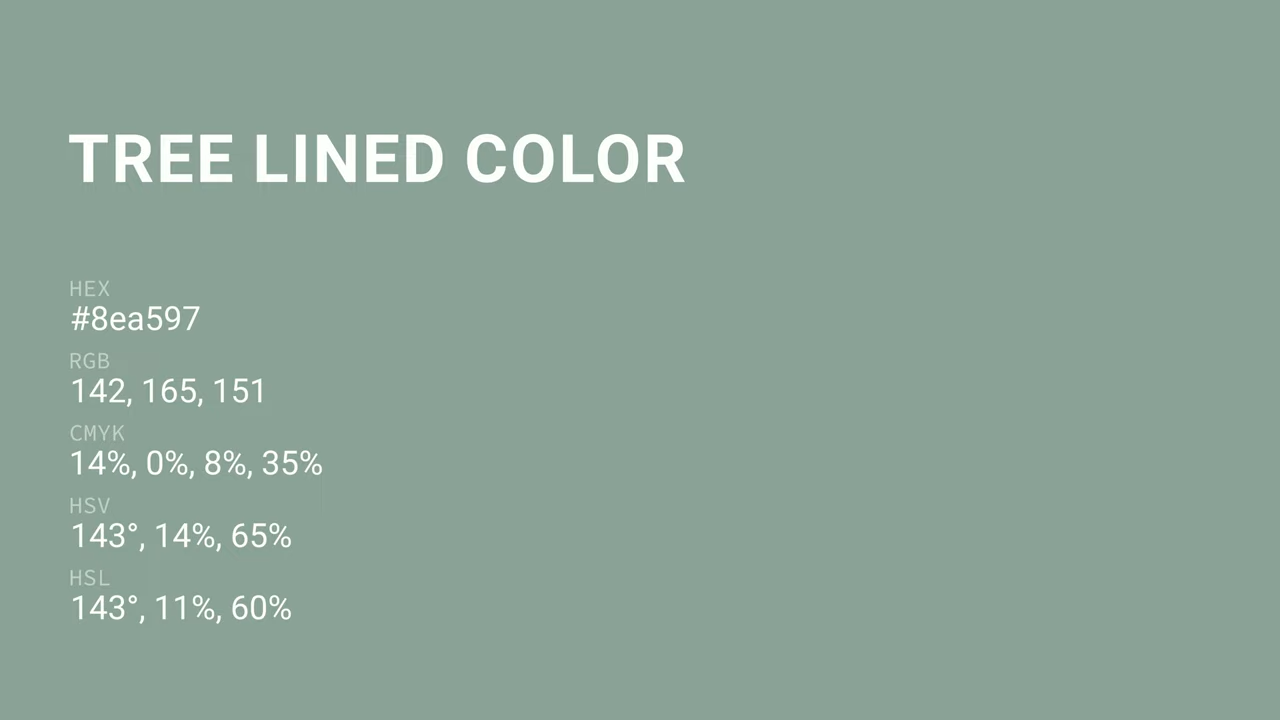 TREE LINED COLOR
HEX
#8ea597
RGB
142, 165, 151
CMYK
14%, 0%, 8%, 35%
HSV
143°, 14%, 65%
HSL
143°, 11%, 60%